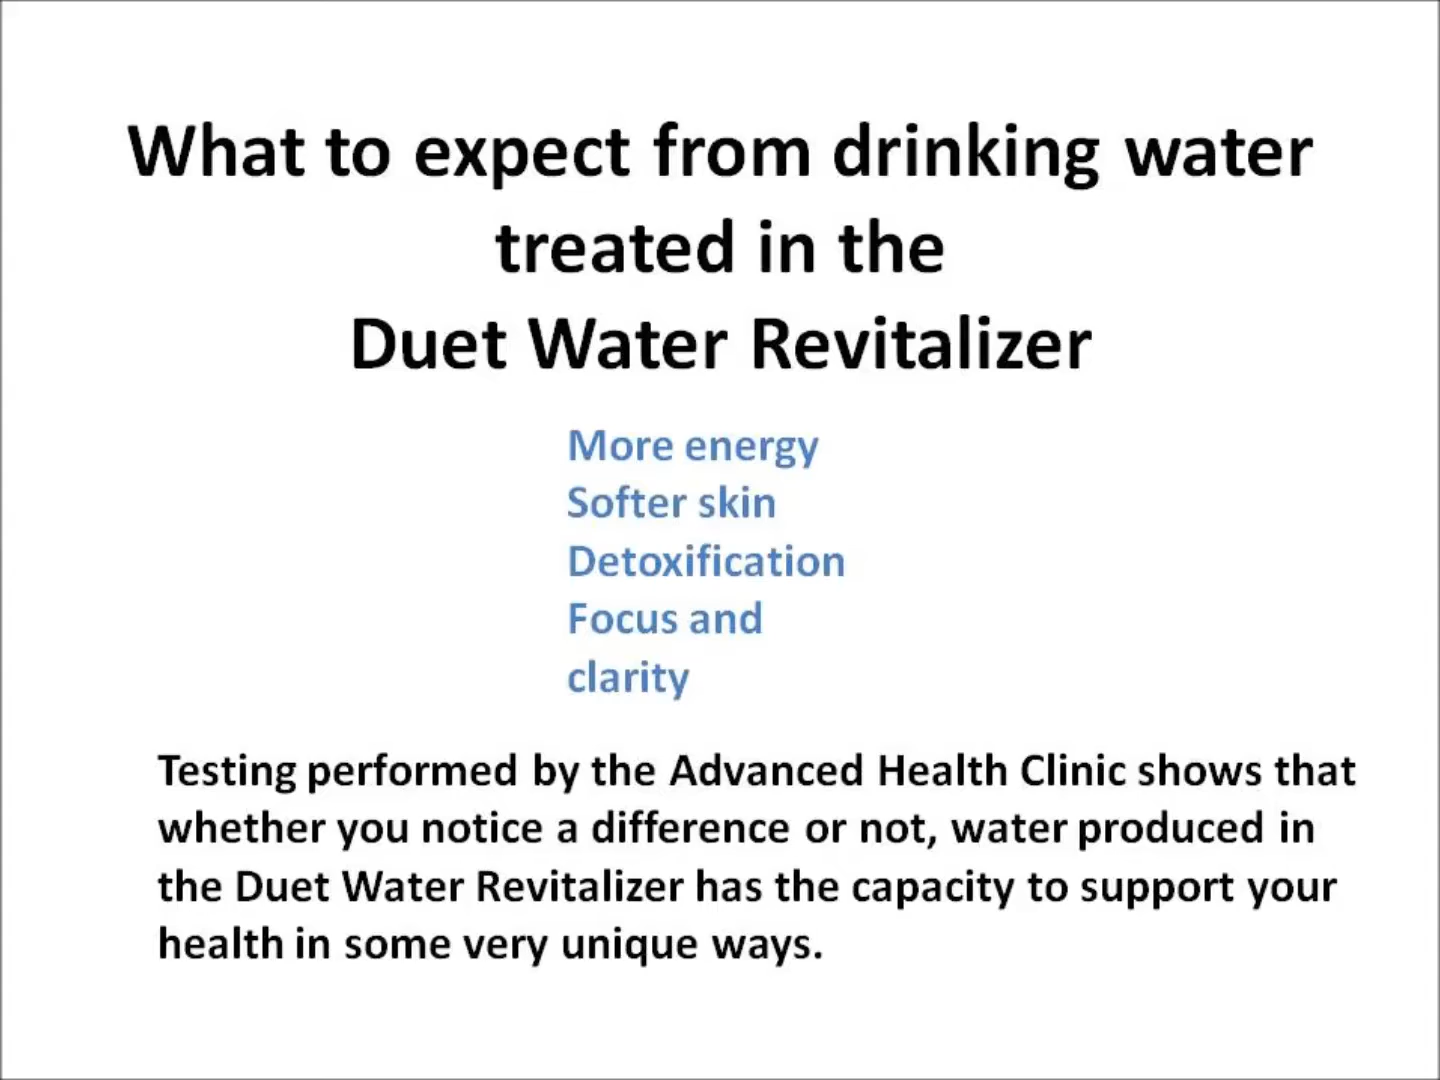 What to expect from drinking water
treated in the
Duet Water Revitalizer
More energy
Softer skin
Detoxification
Focus and
clarity
Testing performed by the Advanced Health Clinic shows that
whether you notice a difference or not, water produced in
the Duet Water Revitalizer has the capacity to support your
health in some very unique ways.